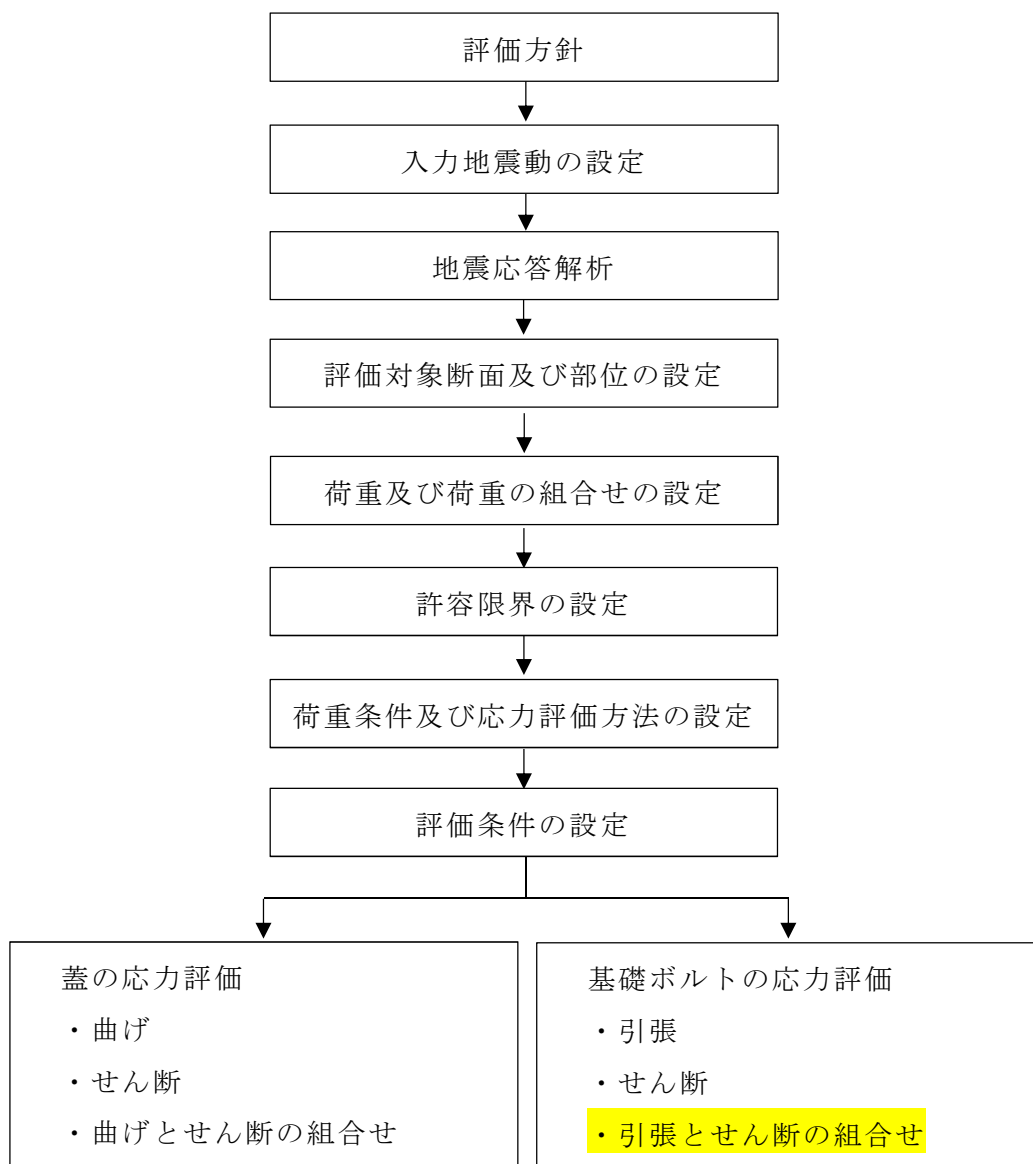 評価方針
入力地震動の設定
地震応答解析
評価対象断面及び部位の設定
荷重及び荷重の組合せの設定
許容限界の設定
荷重条件及び応力評価方法の設定
評価条件の設定
蓋の応力評価
・曲げ
・せん断
・曲げとせん断の組合せ
基礎ボルトの応力評価
・引張
・せん断
・引張とせん断の組合せ